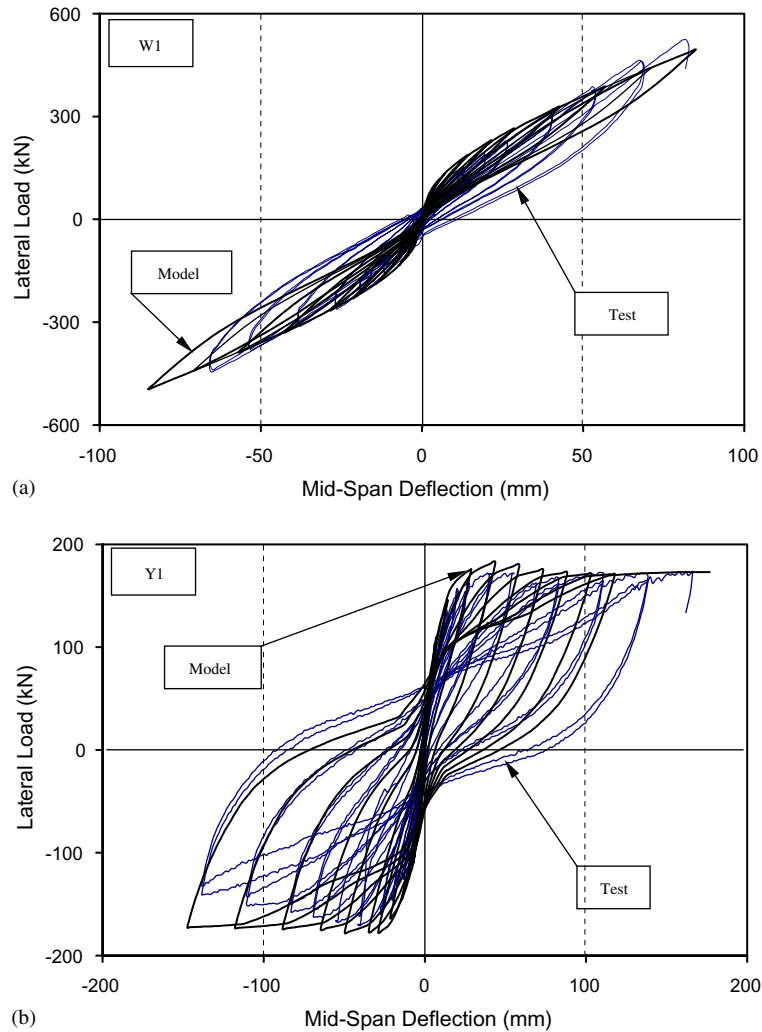 600
W1
300
Lateral Load (kN)
0
Model
Test
-300
-600
-100
-50
0
50
100
(a)
Mid-Span Deflection (mm)
200
Y1
100
Model
Lateral Load (kN)
0
-100
Test
-200
-200
-100
0
100
200
(b)
Mid-Span Deflection (mm)